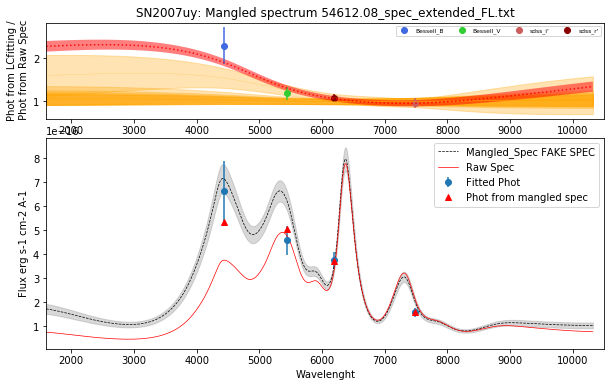 SN2007uy: Mangled spectrum 54612.08_spec_extended_FL.txt
Phot from LCfitting /
Phot from Raw Spec
2
1
Bessell_B
Bessell_V
sdss_i'
sdss_r'
2000 3000 4000 5000 6000 7000 8000 9000 10000
Flux erg s-1 cm-2 A-1
8
7
6
5
4
3
2
1
Mangled_Spec FAKE SPEC
Raw Spec
Fitted Phot
Phot from mangled spec
2000 3000 4000 5000 6000 7000 8000 9000 10000
Wavelenght